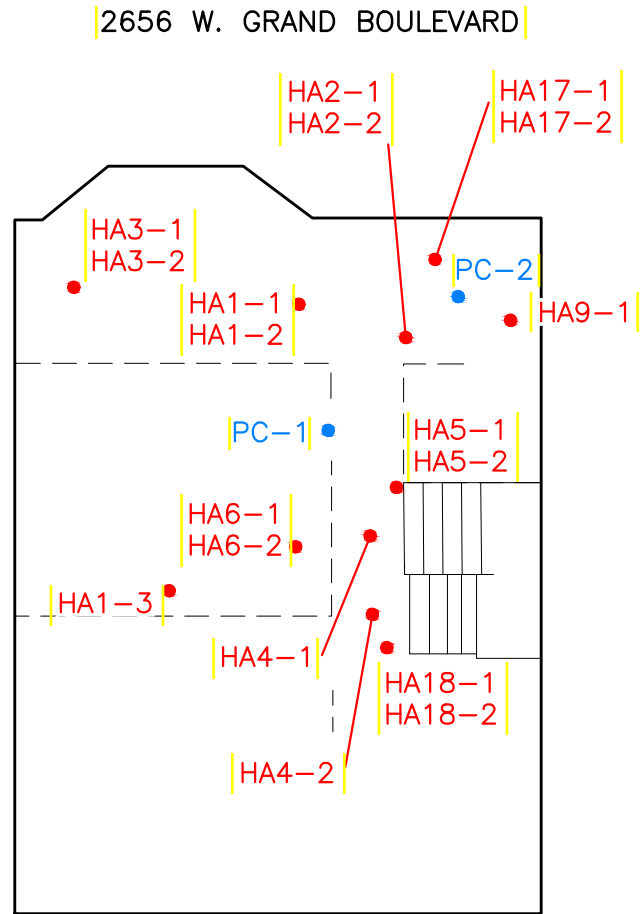 2656 W. GRAND BOULEVARD
HA2-1
HA2-2
HA17-1
HA17-2
HA3-1
HA3-2
HA1-1
HA1-2
PC-2
HA9-1
PC-1
HA5-1
HA5-2
HA6-1
HA6-2
HA1-3
HA4-1
HA18-1
HA18-2
HA4-2